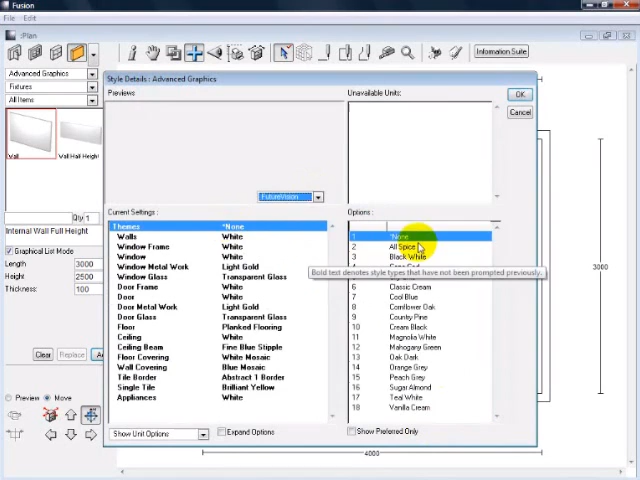 Fusion
File Edit
:Plan
Information Suite
Advanced Graphics
Fixtures
All Items
Wall
Wall Half Height
Qty 1
Internal Wall Full Height
Graphical List Mode
Length 3000
Height 2500
Thickness: 100
Clear
Replace
Preview Move
Style Details : Advanced Graphics
Previews
Unavailable Units:
OK
Cancel
FutureVision
Current Settings :
Themes *None
Walls White
Window Frame White
Window White
Window Metal Work Light Gold
Window Glass Transparent Glass
Door Frame White
Door White
Door Metal Work Light Gold
Door Glass Transparent Glass
Floor Planked Flooring
Ceiling White
Ceiling Beam Fine Blue Stipple
Floor Covering White Mosaic
Wall Covering Blue Mosaic
Tile Border Abstract 1 Border
Single Tile Brilliant Yellow
Appliances White
Show Unit Options
Expand Options
Options :
1 *None
2 All Spice
3 Black White
Bold text denotes style types that have not been prompted previously.
6 Classic Cream
7 Cool Blue
8 Cornflower Oak
9 Country Pine
10 Cream Black
11 Magnolia White
12 Mahogany Green
13 Oak Dark
14 Orange Grey
15 Peach Grey
16 Sugar Almond
17 Teal White
18 Vanilla Cream
Show Preferred Only
3000
4000